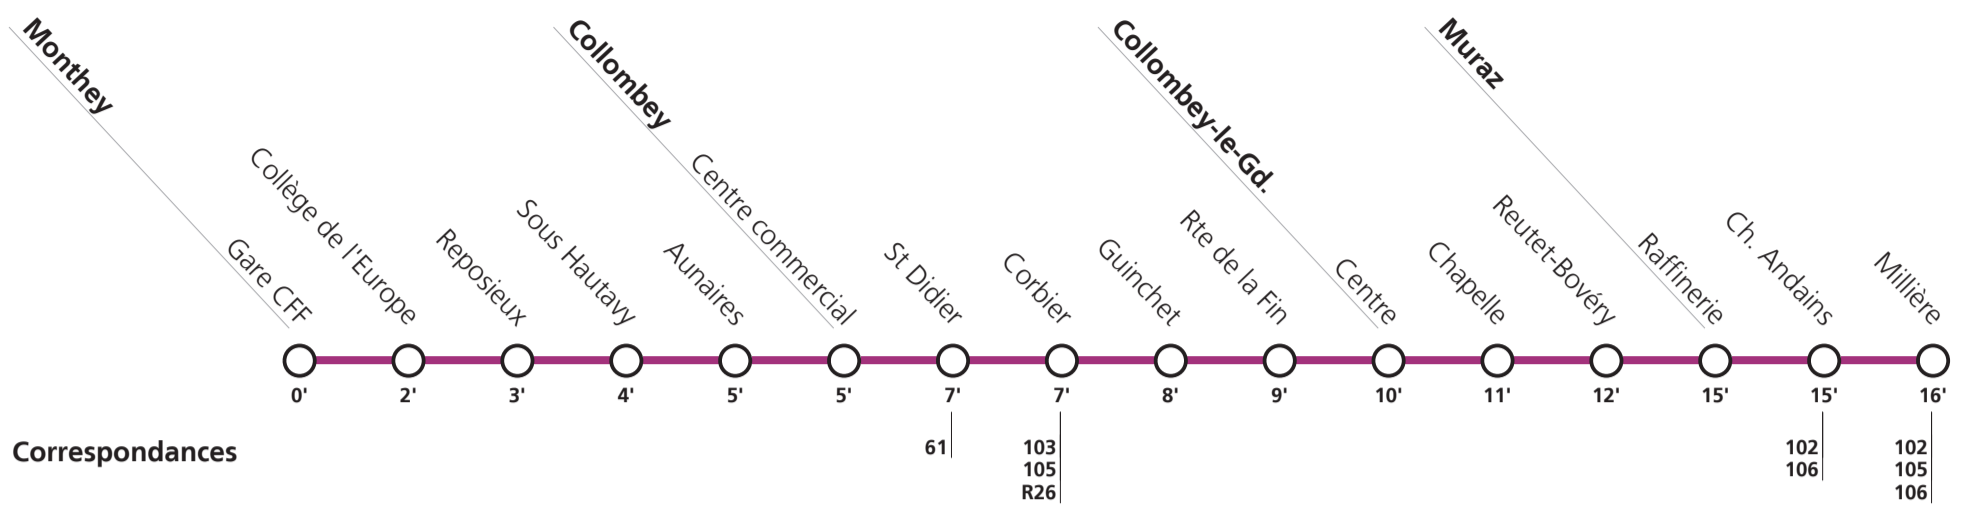 Monthey
Gare CFF
Collège de l'Europe
Reposieux
Sous Hautavy
Aunaires
Collombey
Centre commercial
St Didier
Corbier
Guinchet
Rte de la Fin
Collombey-le-Gd.
Centre
Chapelle
Reutet-Bovéry
Muraz
Raffinerie
Ch. Andains
Millière
0' 2' 3' 4' 5' 5' 7' 7' 8' 9' 10' 11' 12' 15' 15' 16'
Correspondances
61
103
105
R26
102
106
102
105
106